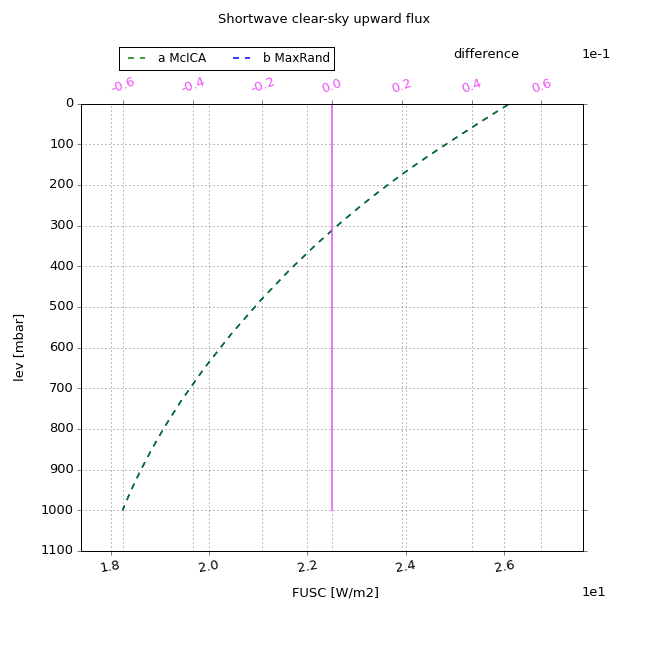 Shortwave clear-sky upward flux
a McICA b MaxRand
difference 1e-1
-0.6 -0.4 -0.2 0.0 0.2 0.4 0.6
0
100
200
300
400
500
600
700
800
900
1000
1100
lev [mbar]
1.8 2.0 2.2 2.4 2.6
FUSC [W/m2] 1e1